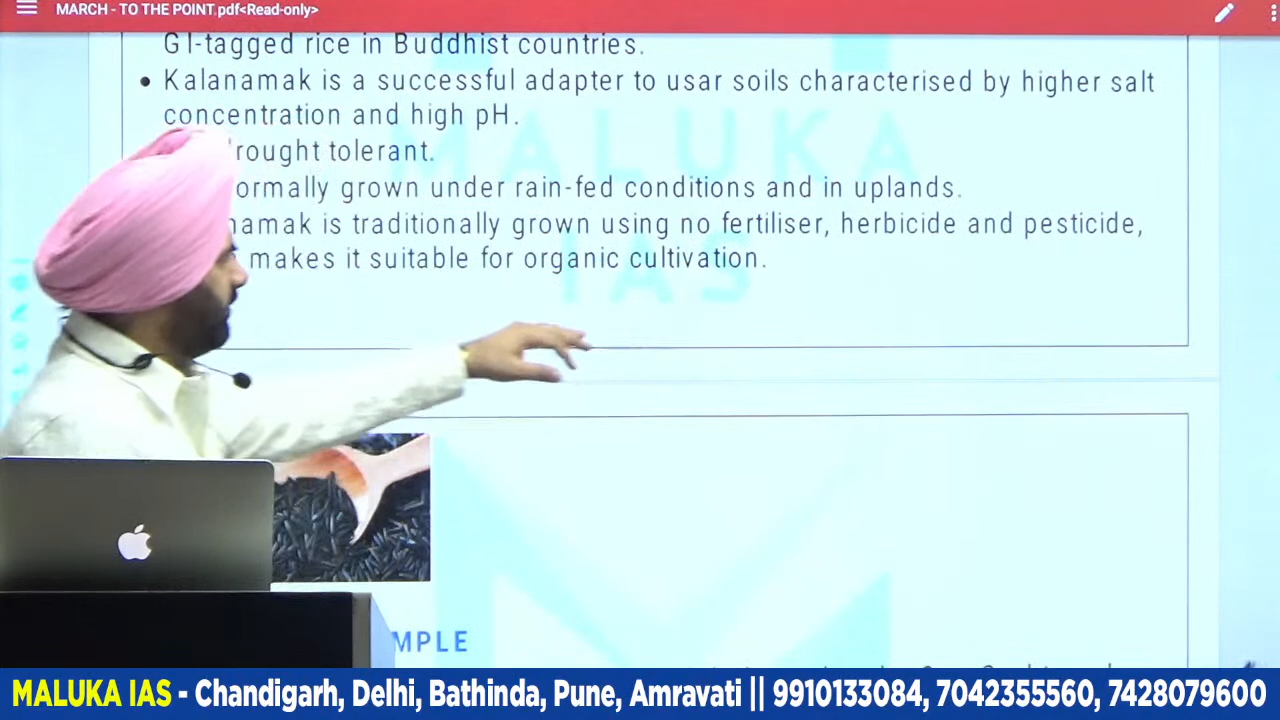 MARCH - TO THE POINT.pdf<Read-only>
GI-tagged rice in Buddhist countries.
• Kalanamak is a successful adapter to usar soils characterised by higher salt
concentration and high pH.
rought tolerant.
ormally grown under rain-fed conditions and in uplands.
namak is traditionally grown using no fertiliser, herbicide and pesticide,
makes it suitable for organic cultivation.
MALUKA
IAS
MPLE
MALUKA IAS - Chandigarh, Delhi, Bathinda, Pune, Amravati || 9910133084, 7042355560, 7428079600